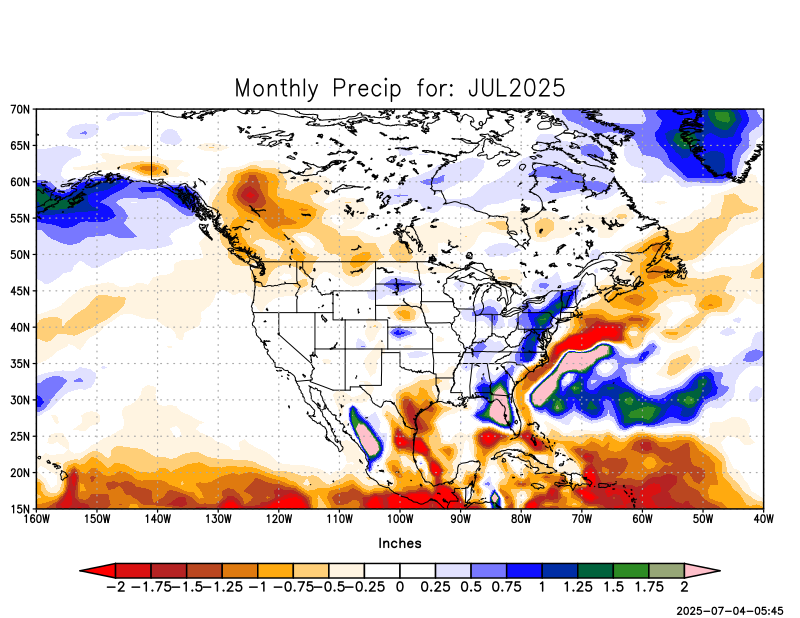 Monthly Precip for: JUL2025
70N
65N
60N
55N
50N
45N
40N
35N
30N
25N
20N
15N
160W 150W 140W 130W 120W 110W 100W 90W 80W 70W 60W 50W 40W
Inches
−2 −1.75 −1.5 −1.25 −1 −0.75 −0.5 −0.25 0 0.25 0.5 0.75 1 1.25 1.5 1.75 2
2025-07-04-05:45